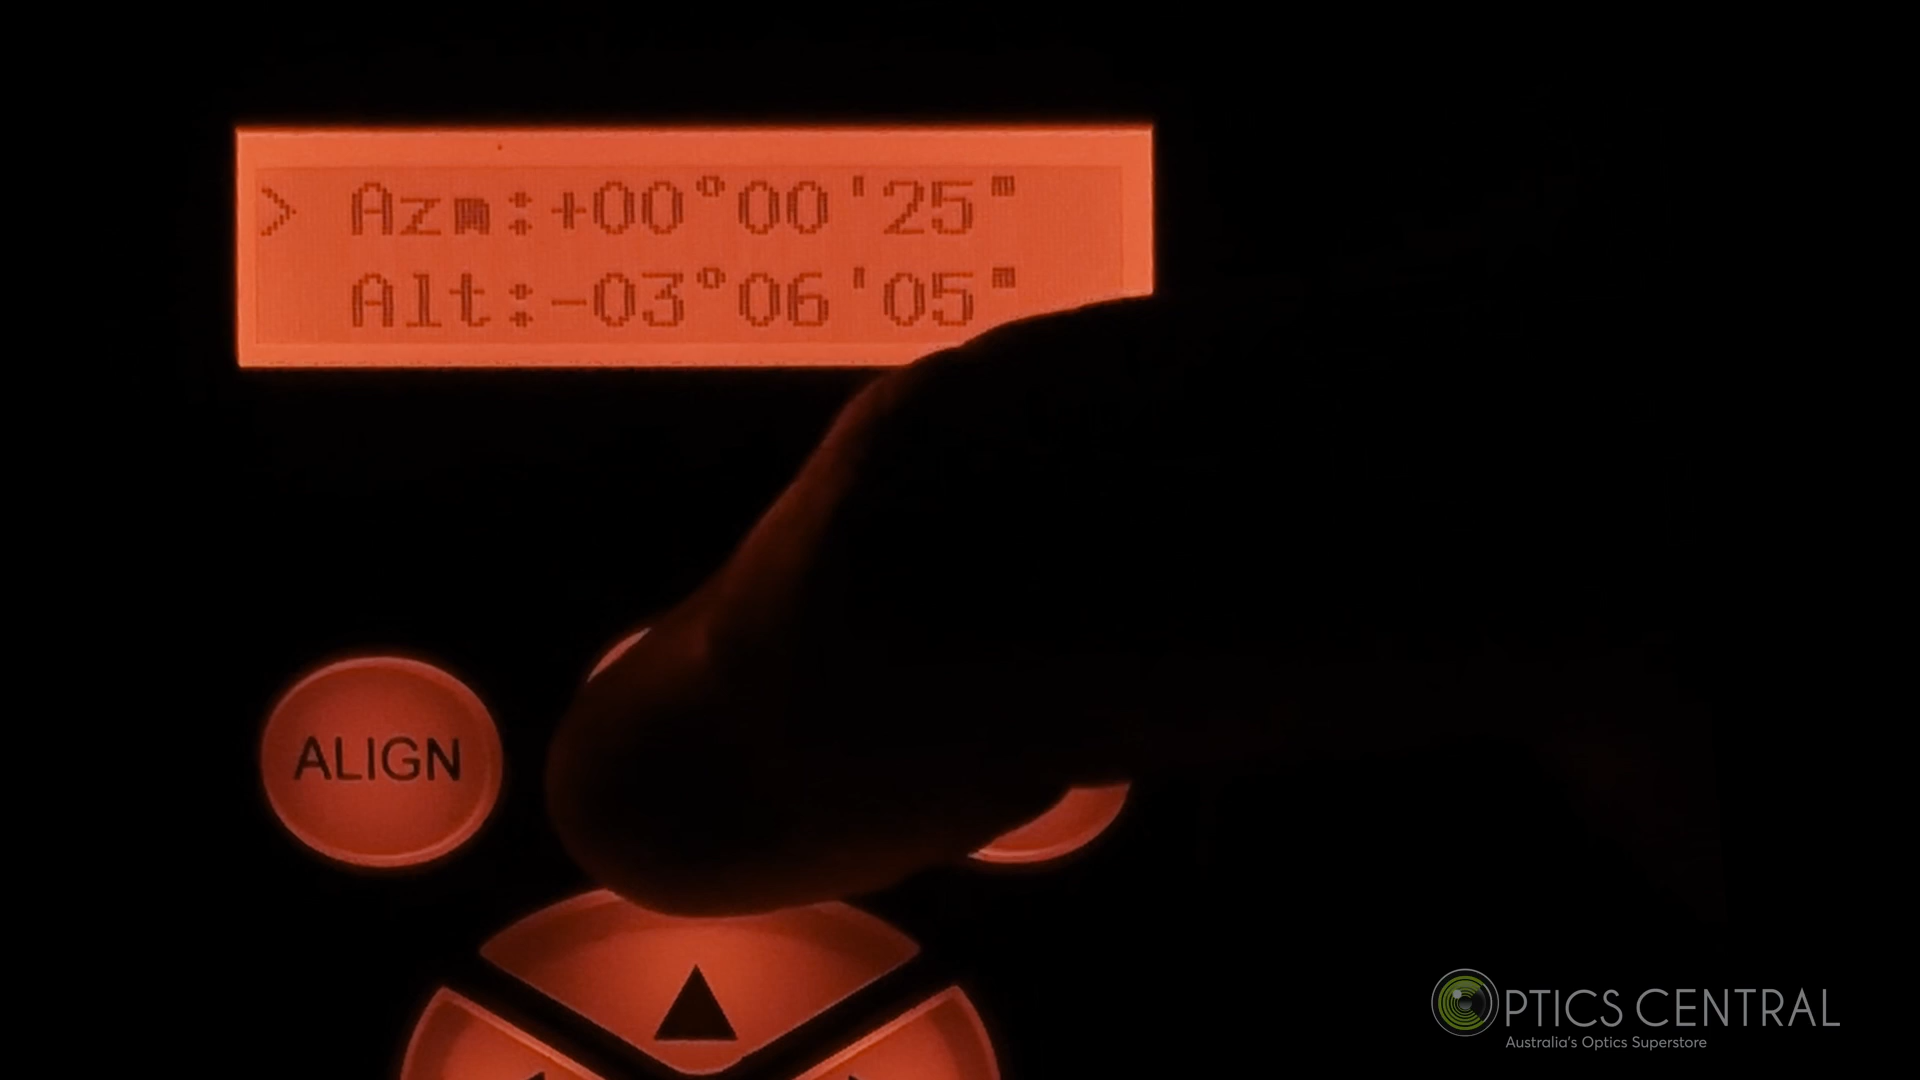 > Azm:+00°00'25"
Alt:-03°06'05"
ALIGN
OPTICS CENTRAL
Australia's Optics Superstore